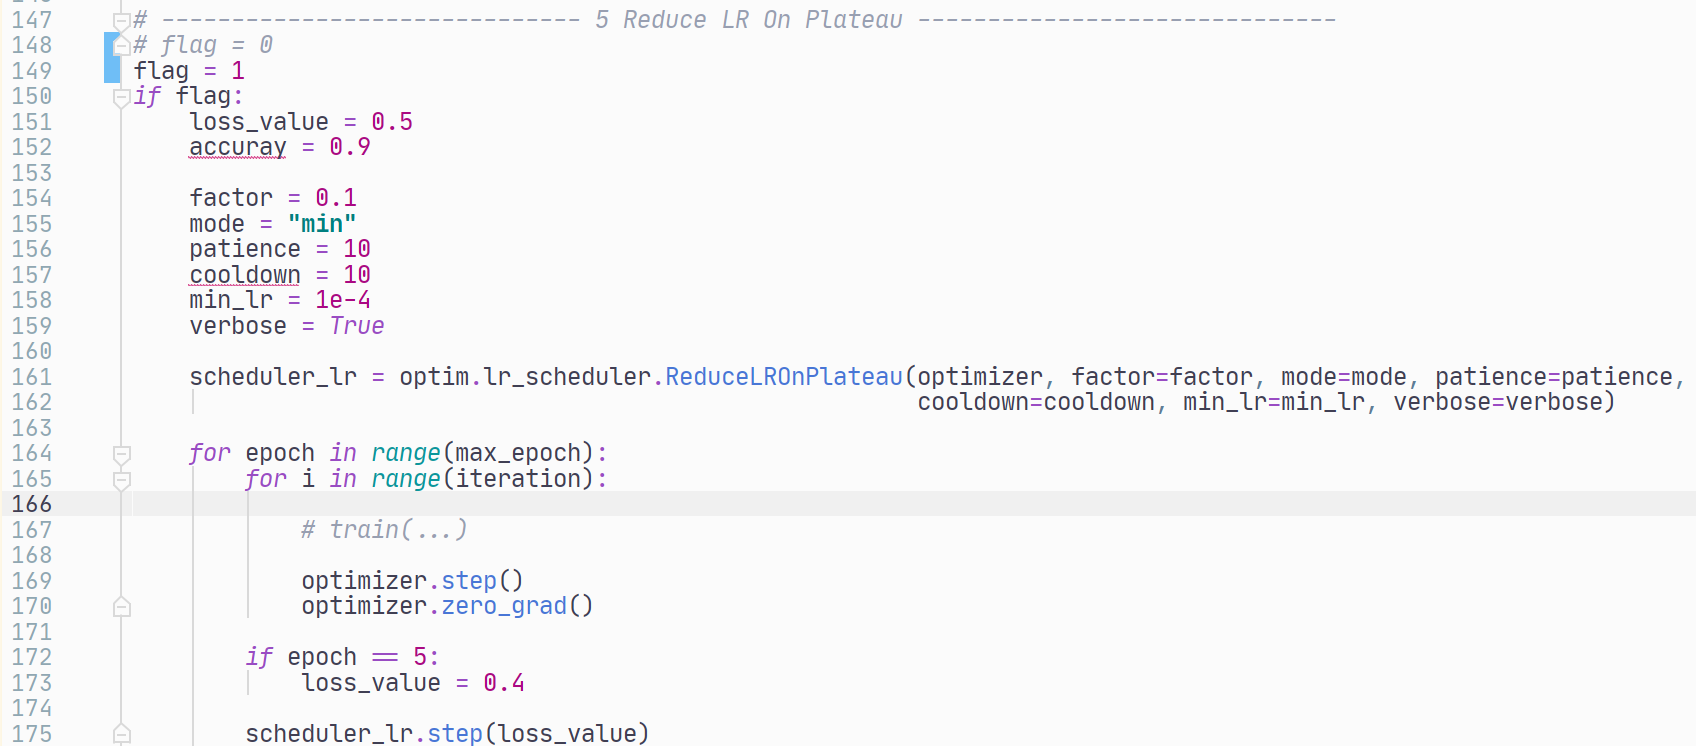 147 # ------------------------------ 5 Reduce LR On Plateau ------------------------------
148 # flag = 0
149 flag = 1
150 if flag:
151     loss_value = 0.5
152     accuray = 0.9
153
154     factor = 0.1
155     mode = "min"
156     patience = 10
157     cooldown = 10
158     min_lr = 1e-4
159     verbose = True
160
161     scheduler_lr = optim.lr_scheduler.ReduceLROnPlateau(optimizer, factor=factor, mode=mode, patience=patience,
162                                                         cooldown=cooldown, min_lr=min_lr, verbose=verbose)
163
164     for epoch in range(max_epoch):
165         for i in range(iteration):
166
167             # train(...)
168
169             optimizer.step()
170             optimizer.zero_grad()
171
172         if epoch == 5:
173             loss_value = 0.4
174
175         scheduler_lr.step(loss_value)